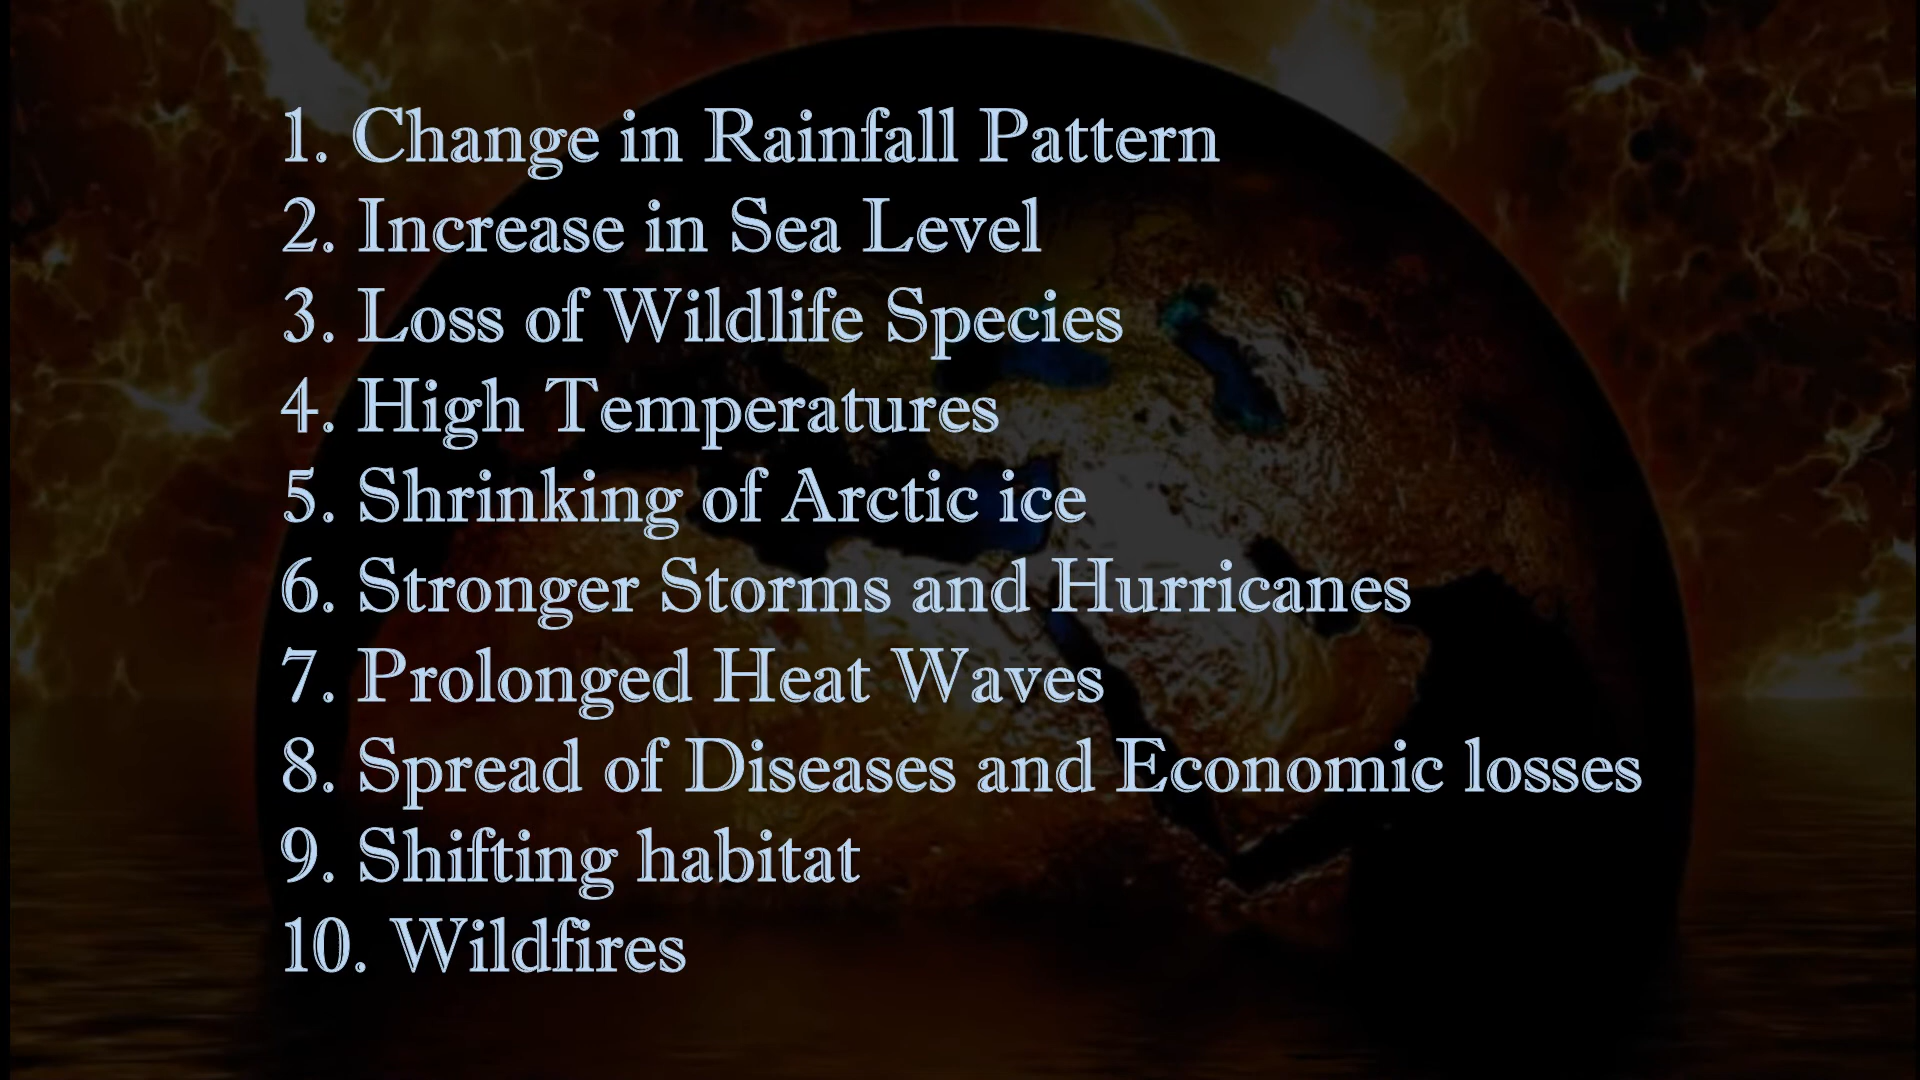 1. Change in Rainfall Pattern
2. Increase in Sea Level
3. Loss of Wildlife Species
4. High Temperatures
5. Shrinking of Arctic ice
6. Stronger Storms and Hurricanes
7. Prolonged Heat Waves
8. Spread of Diseases and Economic losses
9. Shifting habitat
10. Wildfires